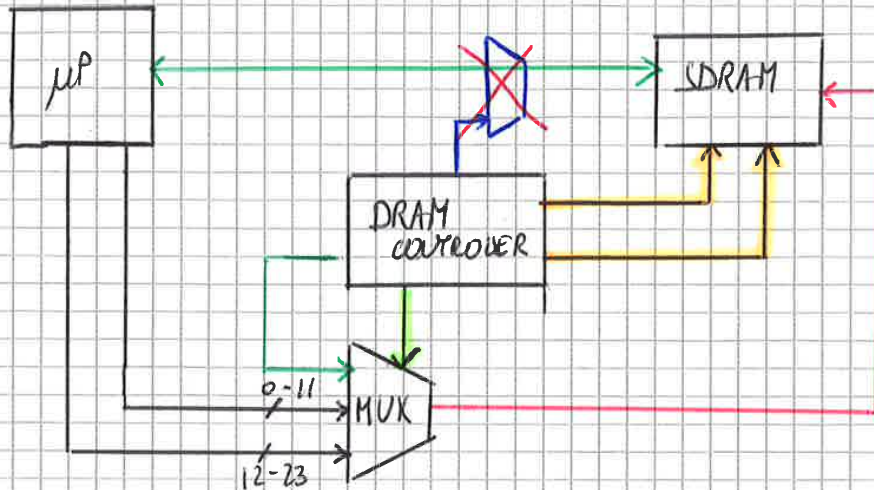 μP
SDRAM
DRAM
CONTROLLER
0-11
MUX
12-23